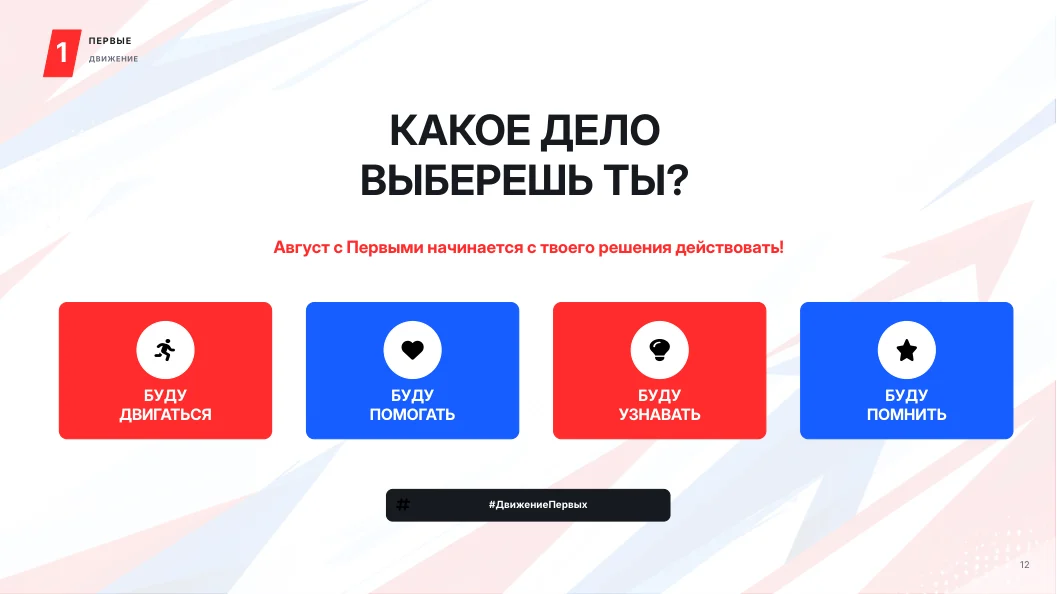 1
ПЕРВЫЕ
ДВИЖЕНИЕ
КАКОЕ ДЕЛО
ВЫБЕРЕШЬ ТЫ?
Август с Первыми начинается с твоего решения действовать!
БУДУ
ДВИГАТЬСЯ
БУДУ
ПОМОГАТЬ
БУДУ
УЗНАВАТЬ
БУДУ
ПОМНИТЬ
# #ДвижениеПервых
12